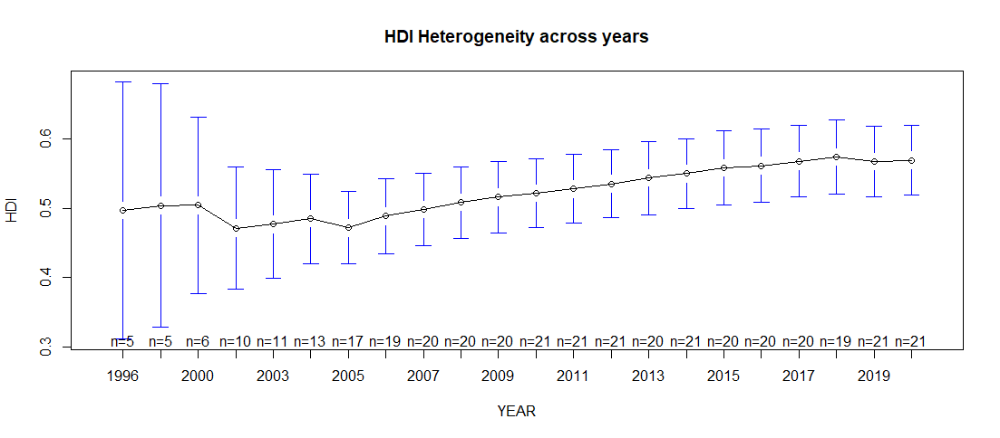 HDI Heterogeneity across years
HDI
0.6
0.5
0.4
0.3
n=5 n=5 n=6 n=10 n=11 n=13 n=17 n=19 n=20 n=20 n=20 n=21 n=21 n=21 n=20 n=21 n=20 n=20 n=20 n=19 n=21 n=21
1996 2000 2003 2005 2007 2009 2011 2013 2015 2017 2019
YEAR